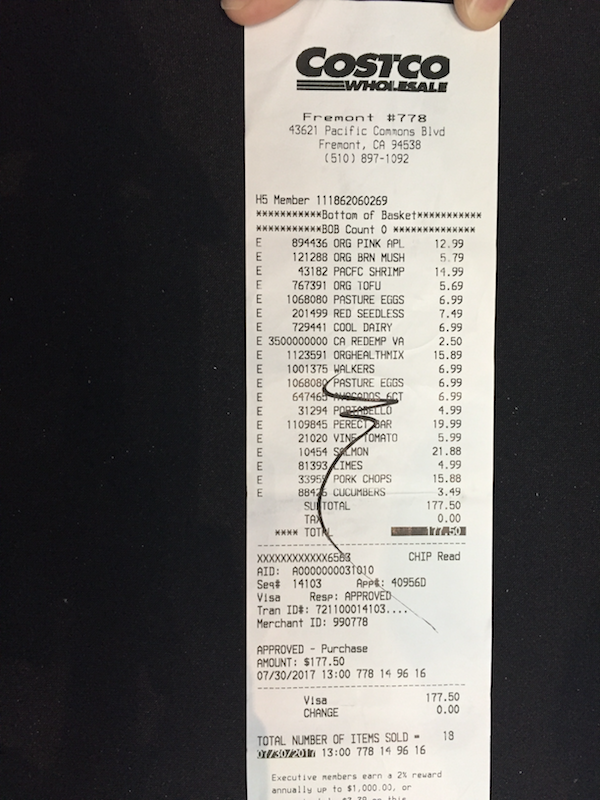 COSTCO
WHOLESALE
Fremont #778
43621 Pacific Commons Blvd
Fremont, CA 94538
(510) 897-1092
H5 Member 111862060269
***********Bottom of Basket***********
***********BOB Count 0 **************
E 894436 ORG PINK APL 12.99
E 121288 ORG BRN MUSH 5.79
E 43182 PACFC SHRIMP 14.99
E 767391 ORG TOFU 5.69
E 1068080 PASTURE EGGS 6.99
E 201499 RED SEEDLESS 7.49
E 729441 COOL DAIRY 6.99
E 3500000000 CA REDEMP VA 2.50
E 1123591 ORGHEALTHMIX 15.89
E 1001375 WALKERS 6.99
E 1068080 PASTURE EGGS 6.99
E 647465 AVOCADOS 6CT 6.99
E 31294 PORTABELLO 4.99
E 1109845 PERECT BAR 19.99
E 21020 VINE TOMATO 5.99
E 10454 SALMON 21.88
E 81393 LIMES 4.99
E PORK CHOPS 15.88
E 88426 CUCUMBERS 3.49
SUBTOTAL 177.50
TAX 0.00
**** TOTAL 177.50
XXXXXXXXXXXX6583 CHIP Read
AID: A0000000031010
Seq# 14103 App#: 40956D
Visa Resp: APPROVED
Tran ID#: 721100014103....
Merchant ID: 990778
APPROVED - Purchase
AMOUNT: $177.50
07/30/2017 13:00 778 14 96 16
Visa 177.50
CHANGE 0.00
TOTAL NUMBER OF ITEMS SOLD = 18
07/30/2017 13:00 778 14 96 16
Executive members earn a 2% reward
annually up to $1,000.00, or